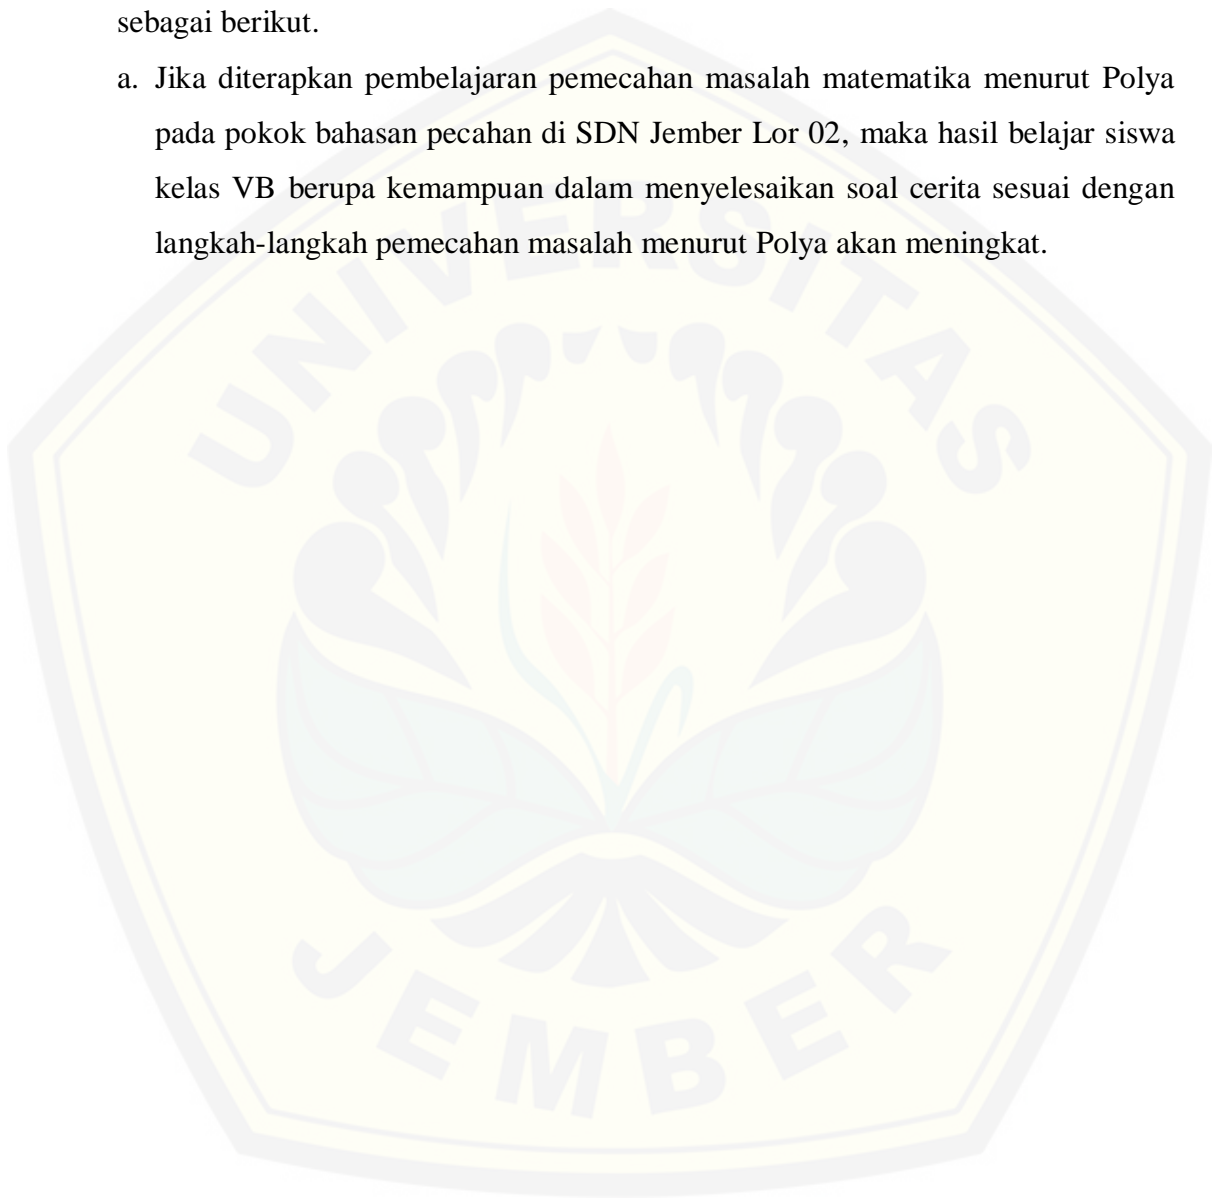 sebagai berikut.
a. Jika diterapkan pembelajaran pemecahan masalah matematika menurut Polya
pada pokok bahasan pecahan di SDN Jember Lor 02, maka hasil belajar siswa
kelas VB berupa kemampuan dalam menyelesaikan soal cerita sesuai dengan
langkah-langkah pemecahan masalah menurut Polya akan meningkat.
UNIVERSITAS
JEMBER